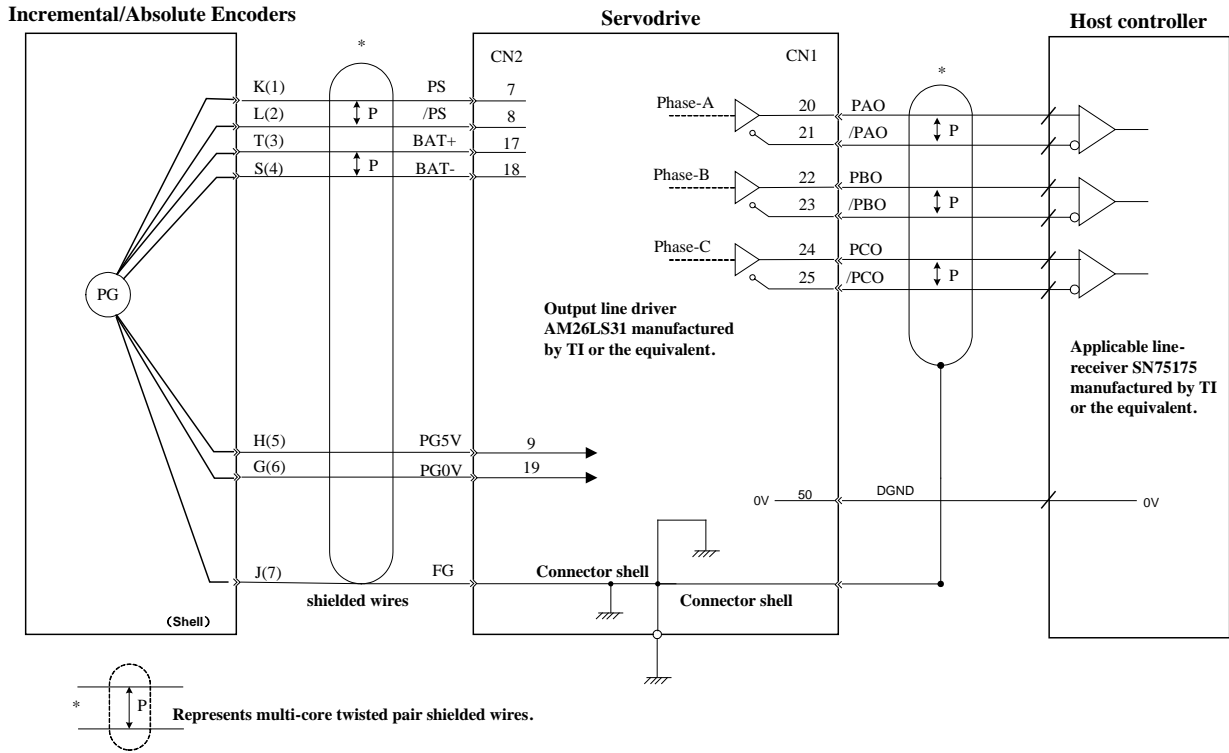 Incremental/Absolute Encoders
Servodrive
Host controller
*
CN2
CN1
*
K(1) PS 7
L(2) P /PS 8
T(3) BAT+ 17
S(4) P BAT- 18
Phase-A 20 PAO
21 /PAO P
Phase-B 22 PBO
23 /PBO P
Phase-C 24 PCO
25 /PCO P
PG
Output line driver
AM26LS31 manufactured
by TI or the equivalent.
Applicable line-
receiver SN75175
manufactured by TI
or the equivalent.
H(5) PG5V 9
G(6) PG0V 19
0V 50 DGND 0V
J(7) FG Connector shell
shielded wires
Connector shell
(Shell)
* P Represents multi-core twisted pair shielded wires.